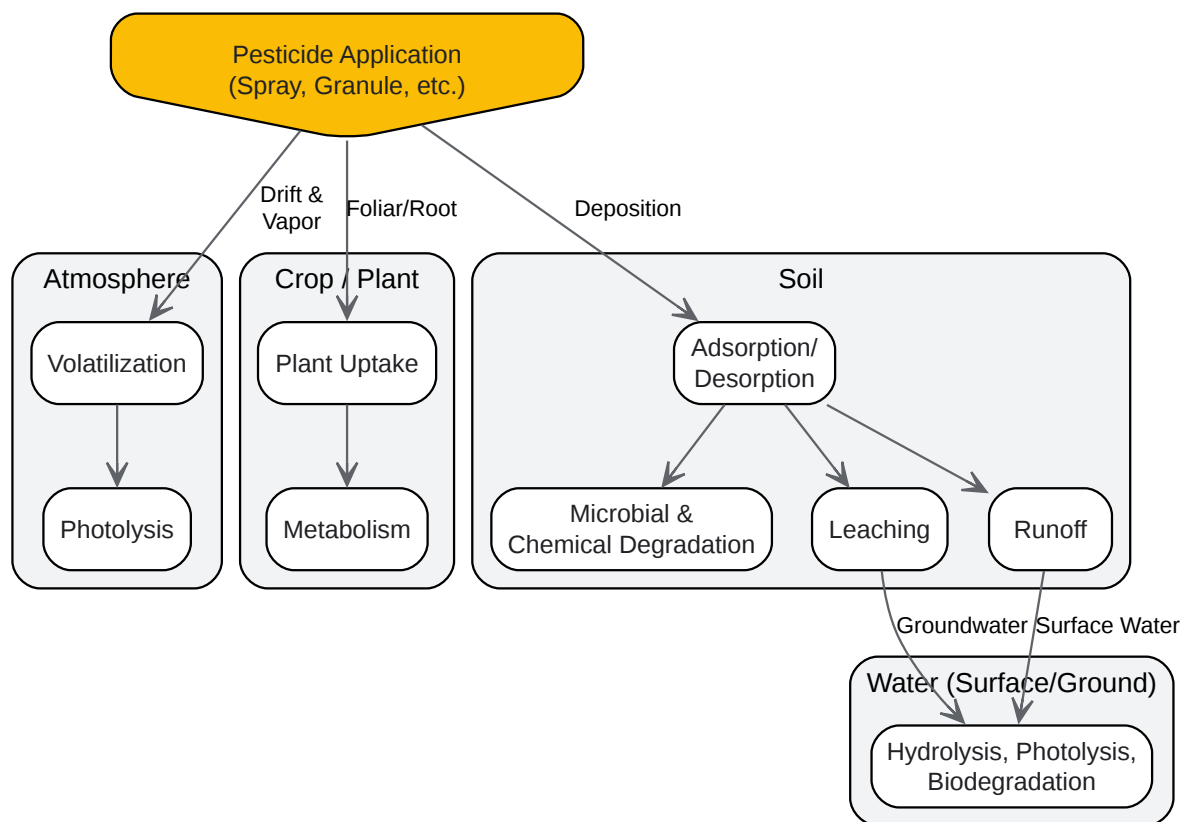 Pesticide Application
(Spray, Granule, etc.)
Drift &
Vapor
Foliar/Root
Deposition
Atmosphere
Crop / Plant
Soil
Volatilization
Plant Uptake
Adsorption/
Desorption
Photolysis
Metabolism
Microbial &
Chemical Degradation
Leaching
Runoff
Groundwater
Surface Water
Water (Surface/Ground)
Hydrolysis, Photolysis,
Biodegradation